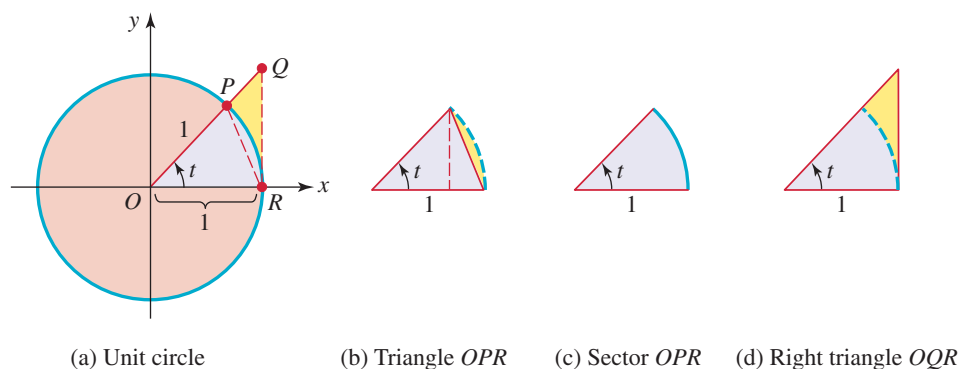 y
Q
P
1
t
x
O
R
1
t
1
t
1
t
1
(a) Unit circle
(b) Triangle OPR
(c) Sector OPR
(d) Right triangle OQR